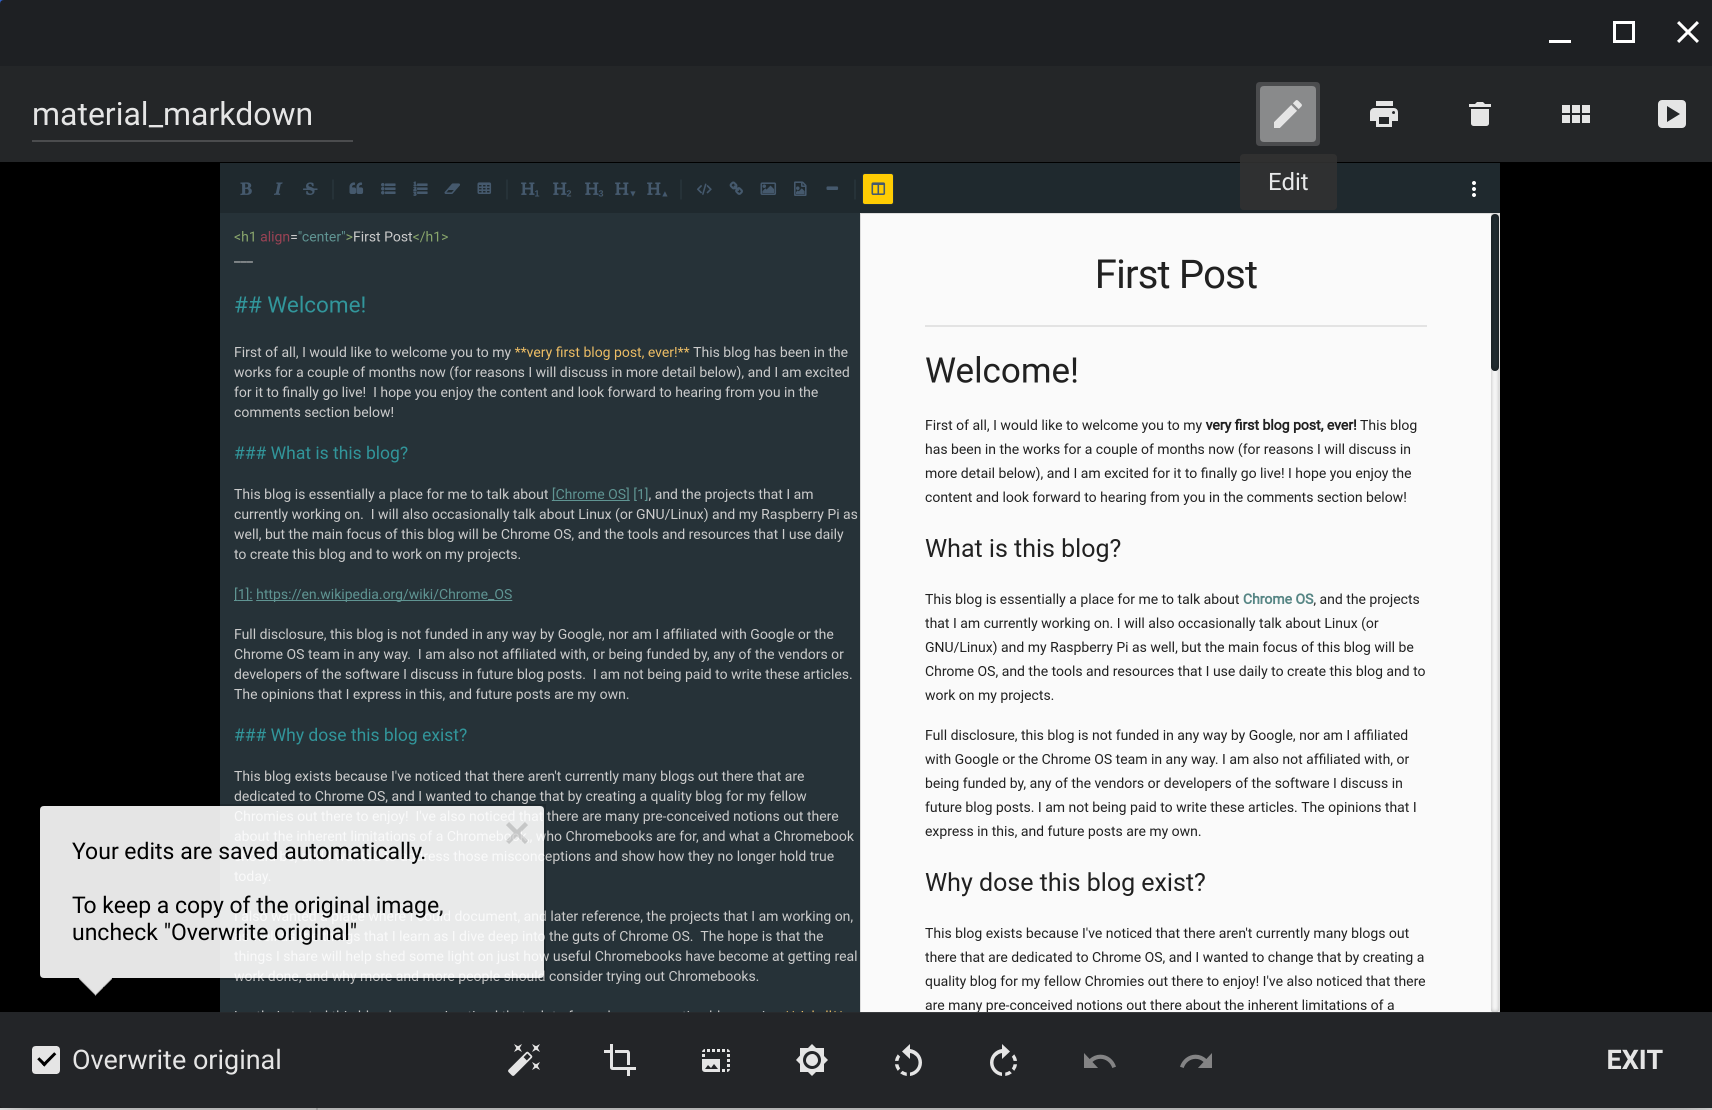 material_markdown
Edit
B I S H1 H2 H3 H H
<h1 align="center">First Post</h1>
## Welcome!
First of all, I would like to welcome you to my **very first blog post, ever!** This blog has been in the
works for a couple of months now (for reasons I will discuss in more detail below), and I am excited
for it to finally go live!  I hope you enjoy the content and look forward to hearing from you in the
comments section below!
### What is this blog?
This blog is essentially a place for me to talk about [Chrome OS] [1], and the projects that I am
currently working on.  I will also occasionally talk about Linux (or GNU/Linux) and my Raspberry Pi as
well, but the main focus of this blog will be Chrome OS, and the tools and resources that I use daily
to create this blog and to work on my projects.
[1]: https://en.wikipedia.org/wiki/Chrome_OS
Full disclosure, this blog is not funded in any way by Google, nor am I affiliated with Google or the
Chrome OS team in any way.  I am also not affiliated with, or being funded by, any of the vendors or
developers of the software I discuss in future blog posts.  I am not being paid to write these articles.
The opinions that I express in this, and future posts are my own.
### Why dose this blog exist?
This blog exists because I've noticed that there aren't currently many blogs out there that are
dedicated to Chrome OS, and I wanted to change that by creating a quality blog for my fellow
Chromies out there to enjoy!  I've also noticed that there are many pre-conceived notions out there
about the inherent limitations of a Chromebook, who Chromebooks are for, and what a Chromebook
those misconceptions and show how they no longer hold true
today.
document, and later reference, the projects that I am working on,
that I learn as I dive deep into the guts of Chrome OS.  The hope is that the
things I share will help shed some light on just how useful Chromebooks have become at getting real
work done, and why more and more people should consider trying out Chromebooks.
First Post
Welcome!
First of all, I would like to welcome you to my very first blog post, ever! This blog
has been in the works for a couple of months now (for reasons I will discuss in
more detail below), and I am excited for it to finally go live! I hope you enjoy the
content and look forward to hearing from you in the comments section below!
What is this blog?
This blog is essentially a place for me to talk about Chrome OS, and the projects
that I am currently working on. I will also occasionally talk about Linux (or
GNU/Linux) and my Raspberry Pi as well, but the main focus of this blog will be
Chrome OS, and the tools and resources that I use daily to create this blog and to
work on my projects.
Full disclosure, this blog is not funded in any way by Google, nor am I affiliated
with Google or the Chrome OS team in any way. I am also not affiliated with, or
being funded by, any of the vendors or developers of the software I discuss in
future blog posts. I am not being paid to write these articles. The opinions that I
express in this, and future posts are my own.
Why dose this blog exist?
This blog exists because I've noticed that there aren't currently many blogs out
there that are dedicated to Chrome OS, and I wanted to change that by creating a
quality blog for my fellow Chromies out there to enjoy! I've also noticed that there
are many pre-conceived notions out there about the inherent limitations of a
Your edits are saved automatically.
To keep a copy of the original image,
uncheck "Overwrite original"
Overwrite original
EXIT